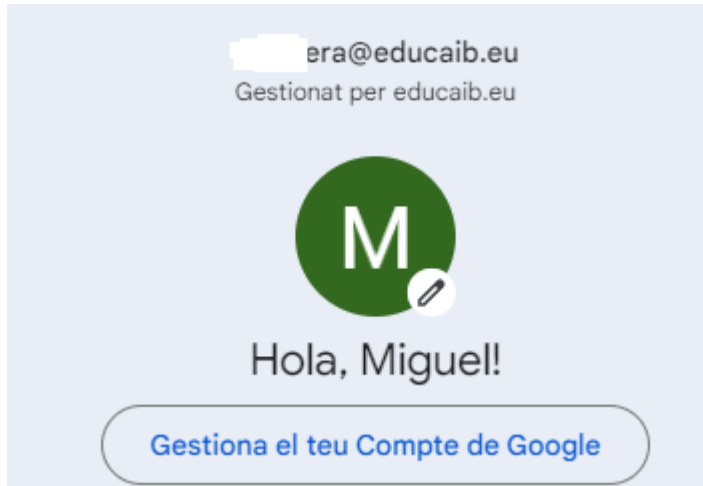 era@educaib.eu
Gestionat per educaib.eu
M
Hola, Miguel!
Gestiona el teu Compte de Google